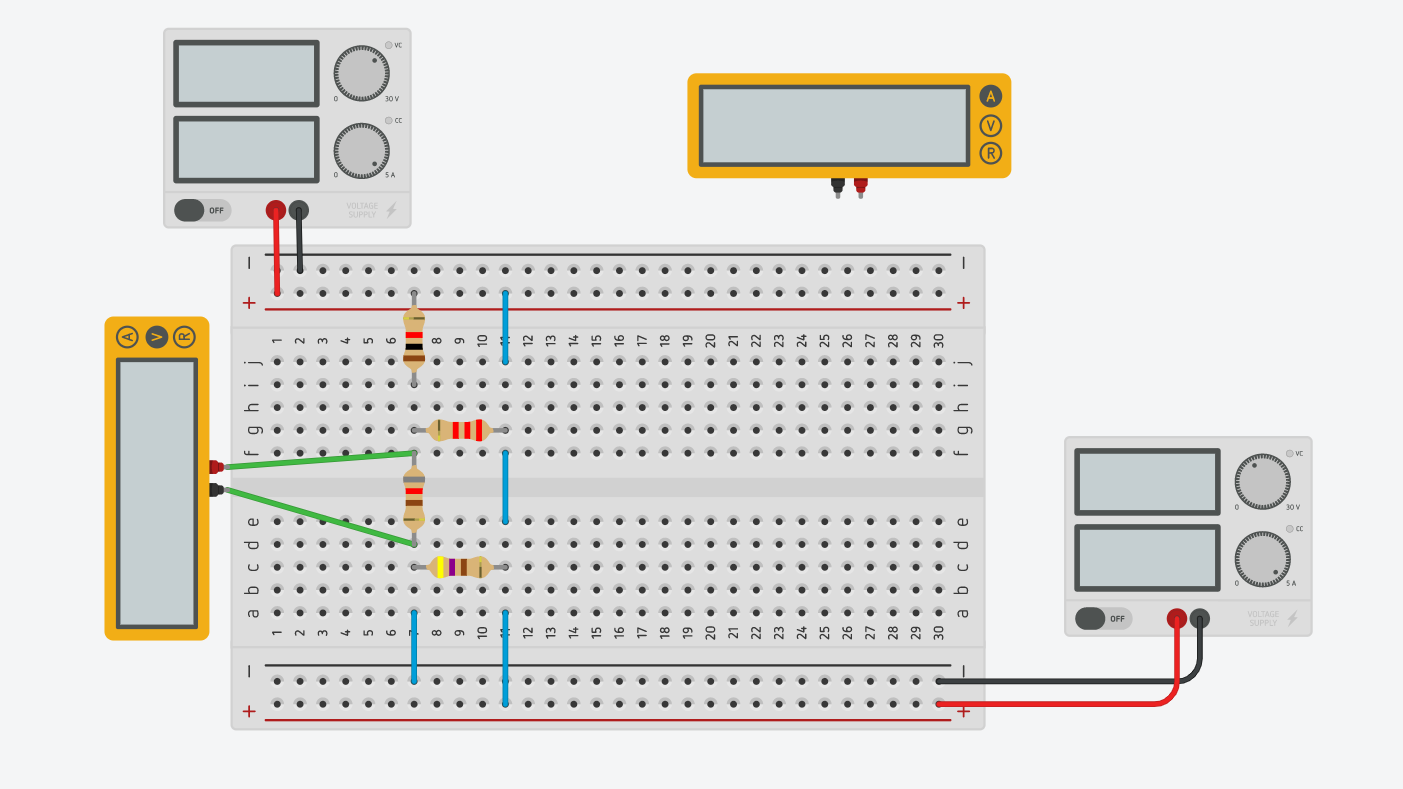 VC
0 30 V
CC
0 5 A
OFF VOLTAGE
SUPPLY
A
V
R
− −
+ +
A V R
1 2 3 4 5 6 8 9 10 11 12 13 14 15 16 17 18 19 20 21 22 23 24 25 26 27 28 29 30
j j
i i
h h
g g
f f
e e
d d
c c
b b
a a
1 2 3 4 5 6 7 8 9 10 11 12 13 14 15 16 17 18 19 20 21 22 23 24 25 26 27 28 29 30
− −
+ +
VC
0 30 V
CC
0 5 A
OFF VOLTAGE
SUPPLY